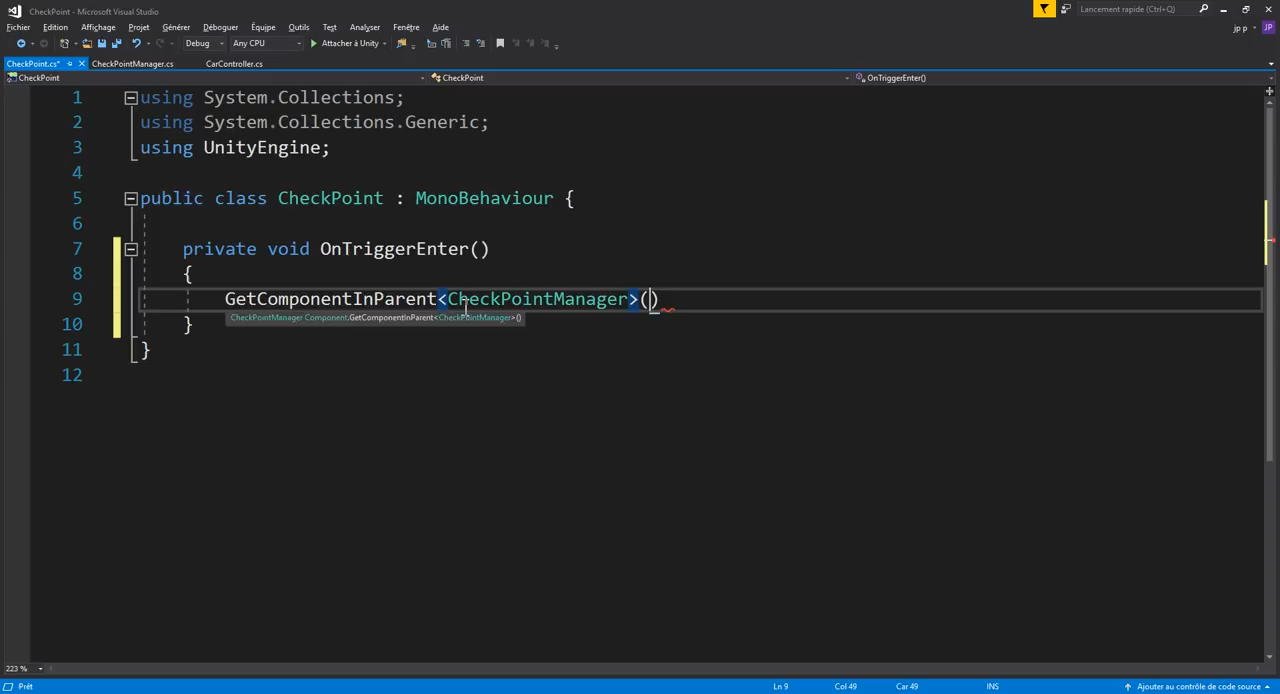 CheckPoint - Microsoft Visual Studio
Lancement rapide (Ctrl+Q)
Fichier Edition Affichage Projet Générer Déboguer Équipe Outils Test Analyser Fenêtre Aide
jp p JP
Debug Any CPU Attacher à Unity
CheckPoint.cs* CheckPointManager.cs CarController.cs
CheckPoint CheckPoint OnTriggerEnter()
1 using System.Collections;
2 using System.Collections.Generic;
3 using UnityEngine;
4
5 public class CheckPoint : MonoBehaviour {
6
7 private void OnTriggerEnter()
8 {
9 GetComponentInParent<CheckPointManager>()
CheckPointManager Component.GetComponentInParent<CheckPointManager>()
10 }
11 }
12
223 %
Prêt Ln 9 Col 49 Car 49 INS Ajouter au contrôle de code source